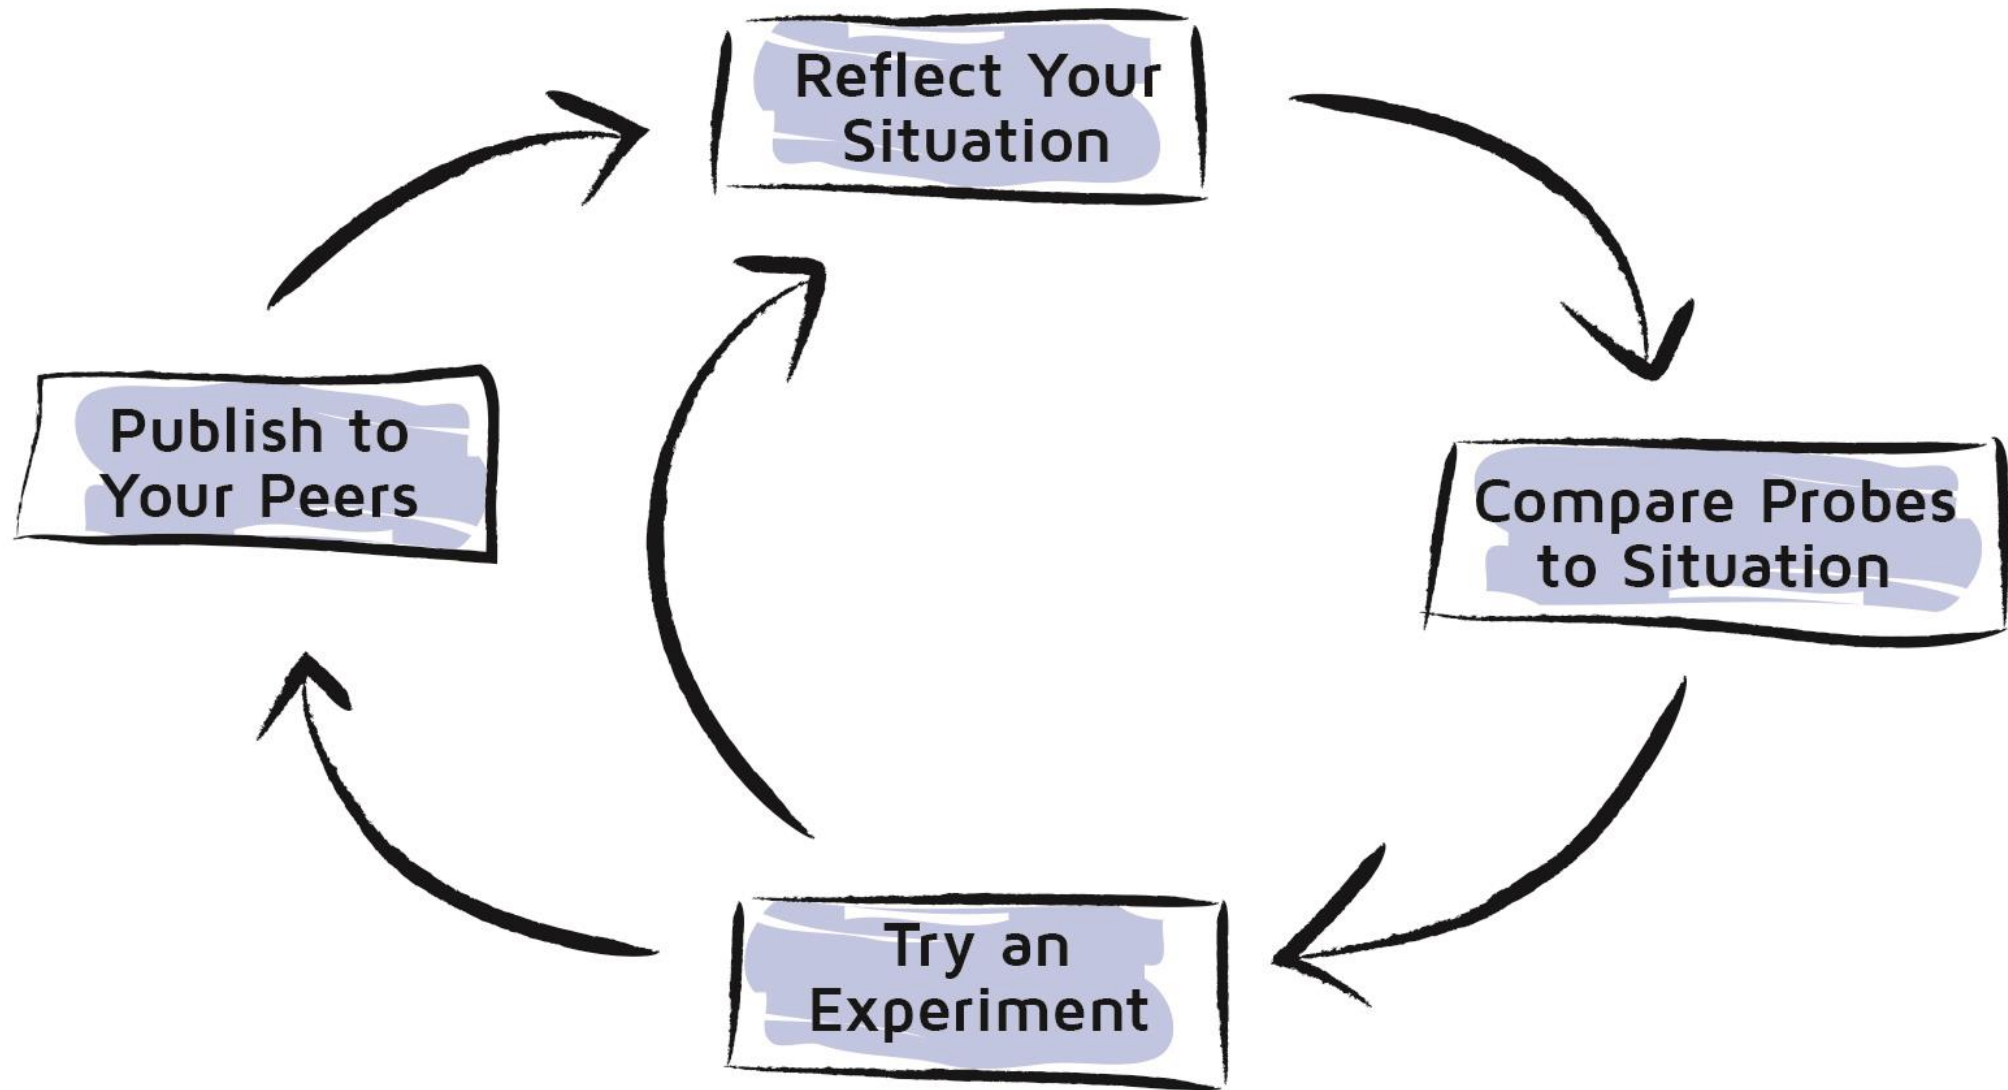 Reflect Your
Situation
Publish to
Your Peers
Compare Probes
to Situation
Try an
Experiment